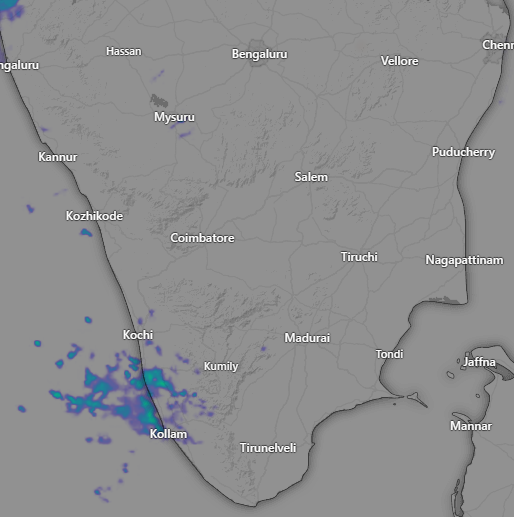 Chenn
Hassan
Bengaluru
Vellore
ngaluru
Mysuru
Kannur
Puducherry
Salem
Kozhikode
Coimbatore
Tiruchi
Nagapattinam
Kochi
Madurai
Tondi
Kumily
Jaffna
Mannar
Kollam
Tirunelveli